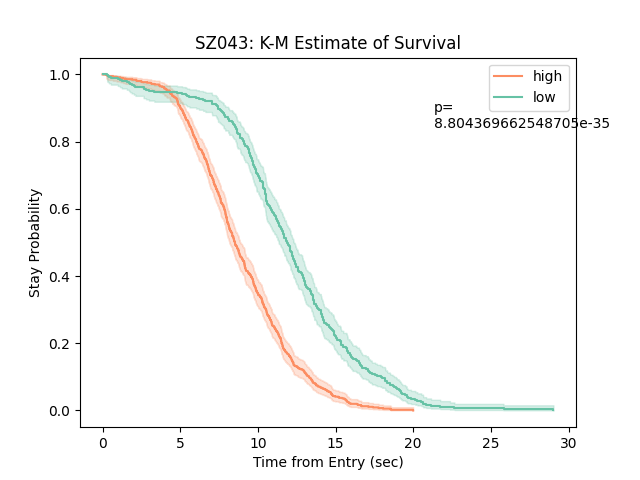 SZ043: K-M Estimate of Survival
high
low
p=
8.804369662548705e-35
Stay Probability
1.0
0.8
0.6
0.4
0.2
0.0
0
5
10
15
20
25
30
Time from Entry (sec)